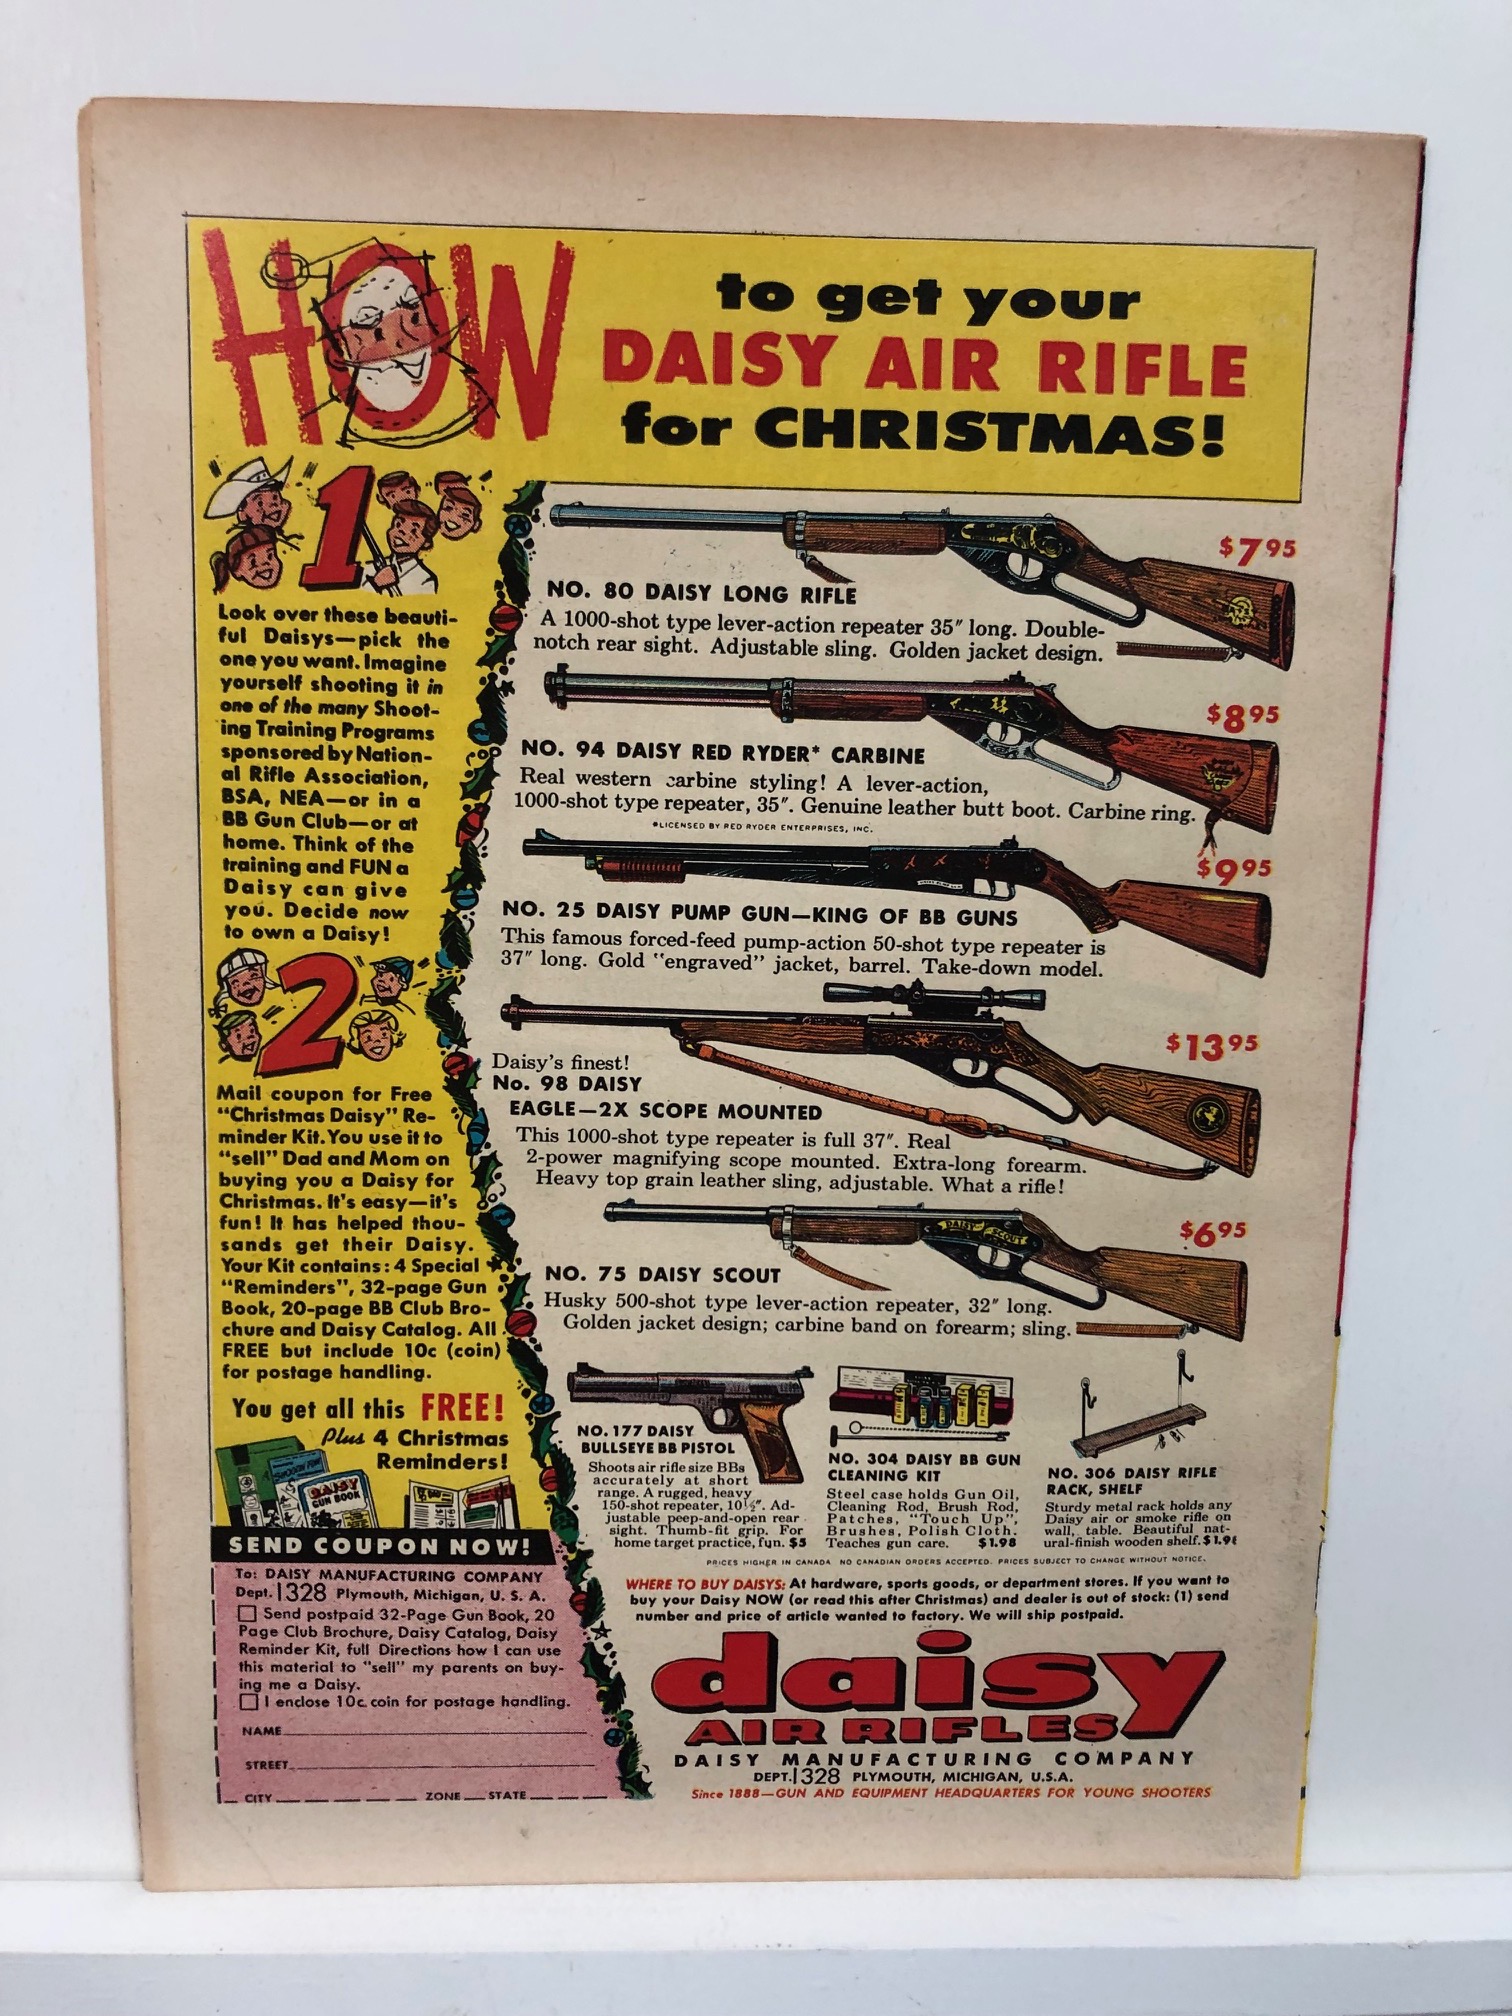 HOW
to get your
DAISY AIR RIFLE
for CHRISTMAS!
1
Look over these beauti-
ful Daisys—pick the
one you want. Imagine
yourself shooting it in
one of the many Shoot-
ing Training Programs
sponsored by Nation-
al Rifle Association,
BSA, NEA—or in a
BB Gun Club—or at
home. Think of the
training and FUN a
Daisy can give
you. Decide now
to own a Daisy!
2
Mail coupon for Free
"Christmas Daisy" Re-
minder Kit. You use it to
"sell" Dad and Mom on
buying you a Daisy for
Christmas. It's easy—it's
fun! It has helped thou-
sands get their Daisy.
Your Kit contains: 4 Special
"Reminders", 32-page Gun
Book, 20-page BB Club Bro-
chure and Daisy Catalog. All
FREE but include 10c (coin)
for postage handling.
You get all this FREE!
Plus 4 Christmas
Reminders!
DAISY
GUN BOOK
SEND COUPON NOW!
To: DAISY MANUFACTURING COMPANY
Dept. 1328 Plymouth, Michigan, U. S. A.
Send postpaid 32-Page Gun Book, 20
Page Club Brochure, Daisy Catalog, Daisy
Reminder Kit, full Directions how I can use
this material to "sell" my parents on buy-
ing me a Daisy.
I enclose 10c coin for postage handling.
NAME
STREET
CITY ZONE STATE
$7.95
NO. 80 DAISY LONG RIFLE
A 1000-shot type lever-action repeater 35" long. Double-
notch rear sight. Adjustable sling. Golden jacket design.
$8.95
NO. 94 DAISY RED RYDER* CARBINE
Real western carbine styling! A lever-action,
1000-shot type repeater, 35". Genuine leather butt boot. Carbine ring.
*LICENSED BY RED RYDER ENTERPRISES, INC.
$9.95
NO. 25 DAISY PUMP GUN—KING OF BB GUNS
This famous forced-feed pump-action 50-shot type repeater is
37" long. Gold "engraved" jacket, barrel. Take-down model.
$13.95
Daisy's finest!
No. 98 DAISY
EAGLE—2X SCOPE MOUNTED
This 1000-shot type repeater is full 37". Real
2-power magnifying scope mounted. Extra-long forearm.
Heavy top grain leather sling, adjustable. What a rifle!
DAISY SCOUT
$6.95
NO. 75 DAISY SCOUT
Husky 500-shot type lever-action repeater, 32" long.
Golden jacket design; carbine band on forearm; sling.
NO. 177 DAISY
BULLSEYE BB PISTOL
Shoots air rifle size BBs
accurately at short
range. A rugged, heavy
150-shot repeater, 10½". Ad-
justable peep-and-open rear
sight. Thumb-fit grip. For
home target practice, fun. $5
NO. 304 DAISY BB GUN
CLEANING KIT
Steel case holds Gun Oil,
Cleaning Rod, Brush Rod,
Patches, "Touch Up",
Brushes, Polish Cloth.
Teaches gun care. $1.98
NO. 306 DAISY RIFLE
RACK, SHELF
Sturdy metal rack holds any
Daisy air or smoke rifle on
wall, table. Beautiful nat-
ural-finish wooden shelf. $1.98
PRICES HIGHER IN CANADA NO CANADIAN ORDERS ACCEPTED. PRICES SUBJECT TO CHANGE WITHOUT NOTICE.
WHERE TO BUY DAISYS: At hardware, sports goods, or department stores. If you want to
buy your Daisy NOW (or read this after Christmas) and dealer is out of stock: (1) send
number and price of article wanted to factory. We will ship postpaid.
daisy
AIR RIFLES
DAISY MANUFACTURING COMPANY
DEPT. 1328 PLYMOUTH, MICHIGAN, U.S.A.
Since 1888—GUN AND EQUIPMENT HEADQUARTERS FOR YOUNG SHOOTERS